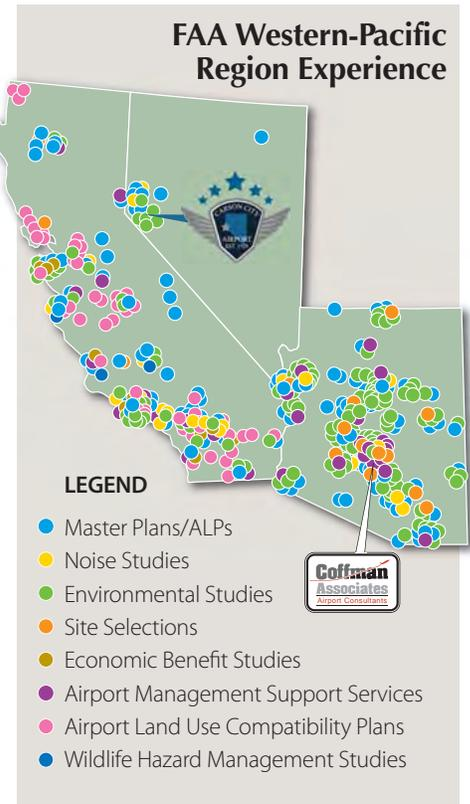 FAA Western-Pacific
Region Experience
CARSON CITY
AIRPORT
EST. 1928
Coffman
Associates
Airport Consultants
LEGEND
Master Plans/ALPs
Noise Studies
Environmental Studies
Site Selections
Economic Benefit Studies
Airport Management Support Services
Airport Land Use Compatibility Plans
Wildlife Hazard Management Studies